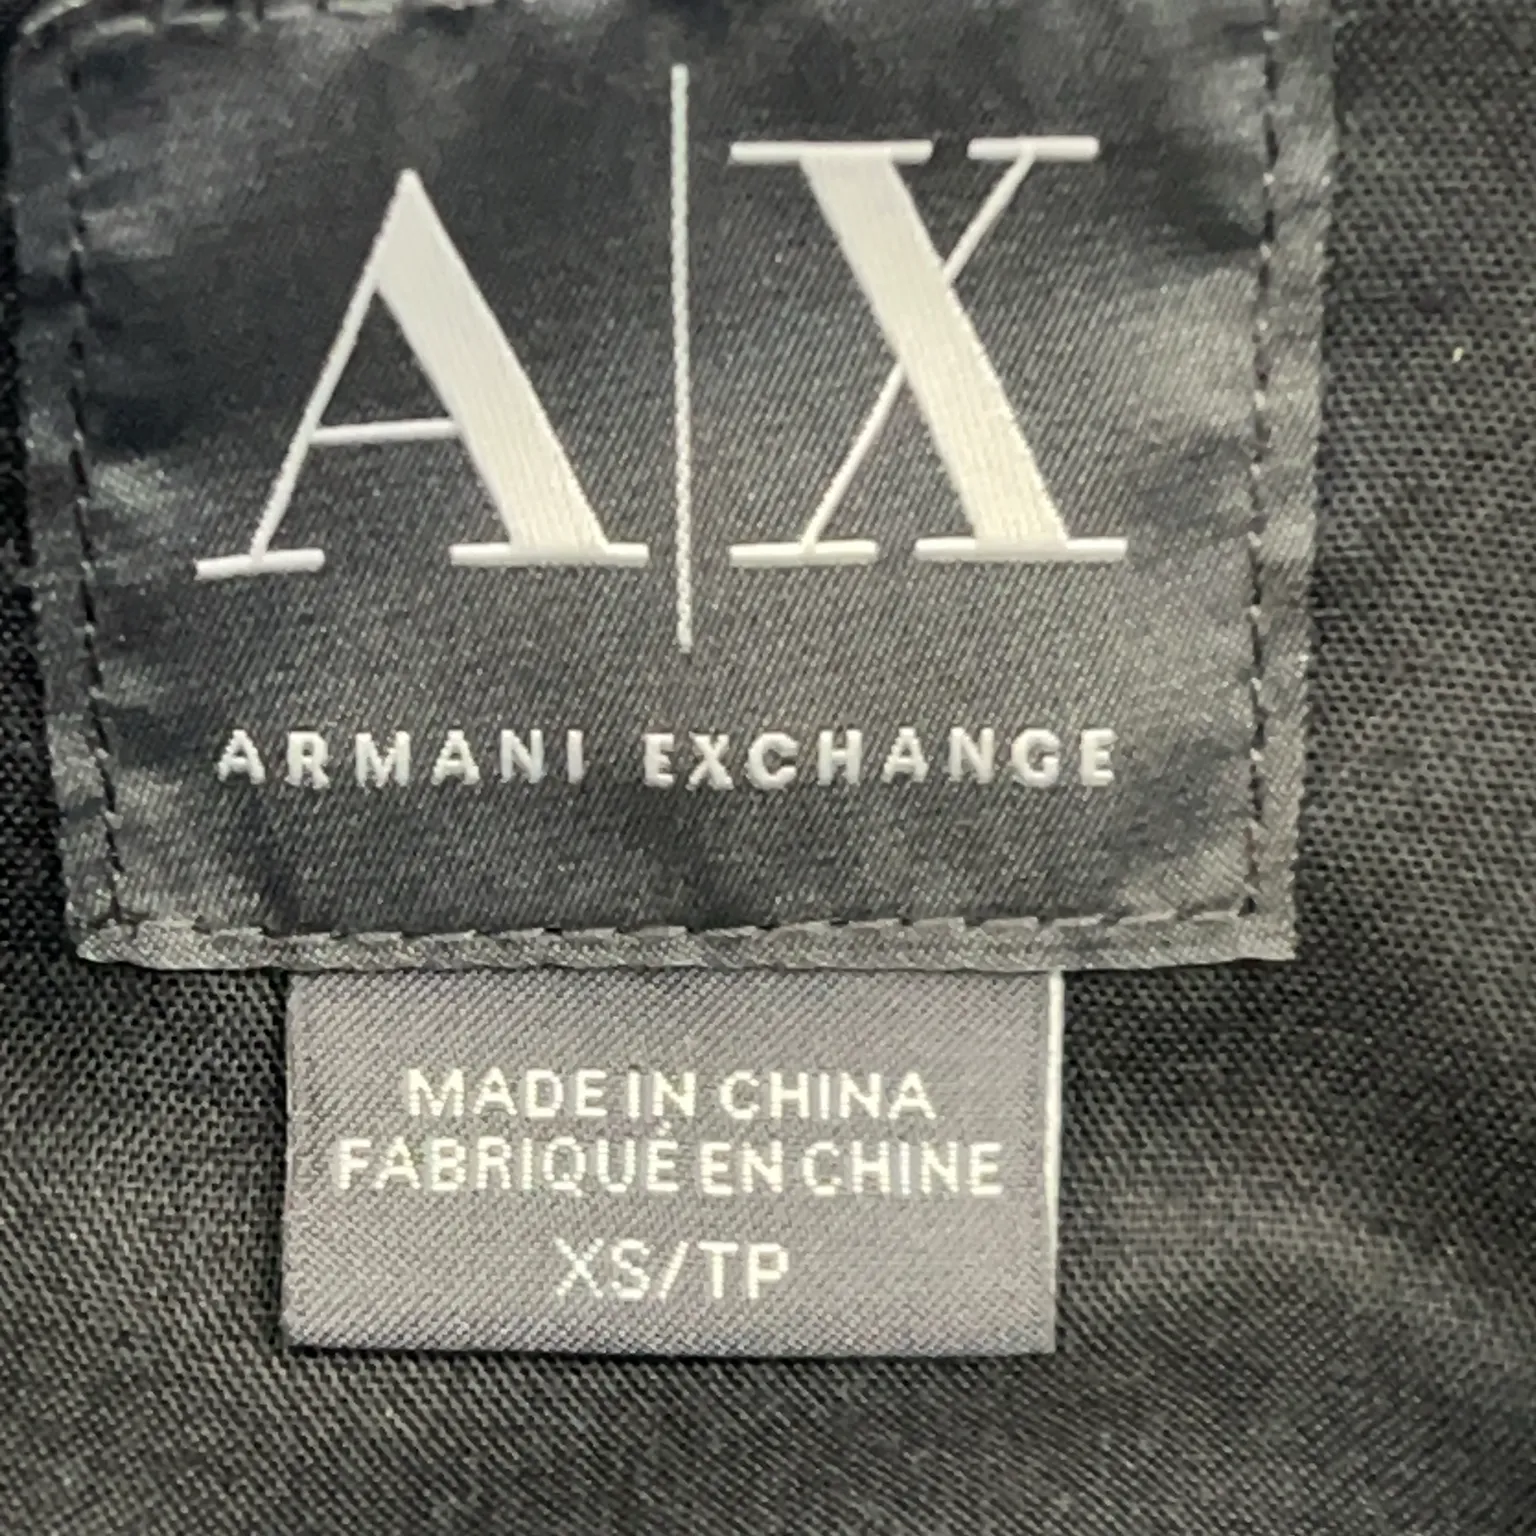 A|X
ARMANI EXCHANGE
MADE IN CHINA
FABRIQUÉ EN CHINE
XS/TP